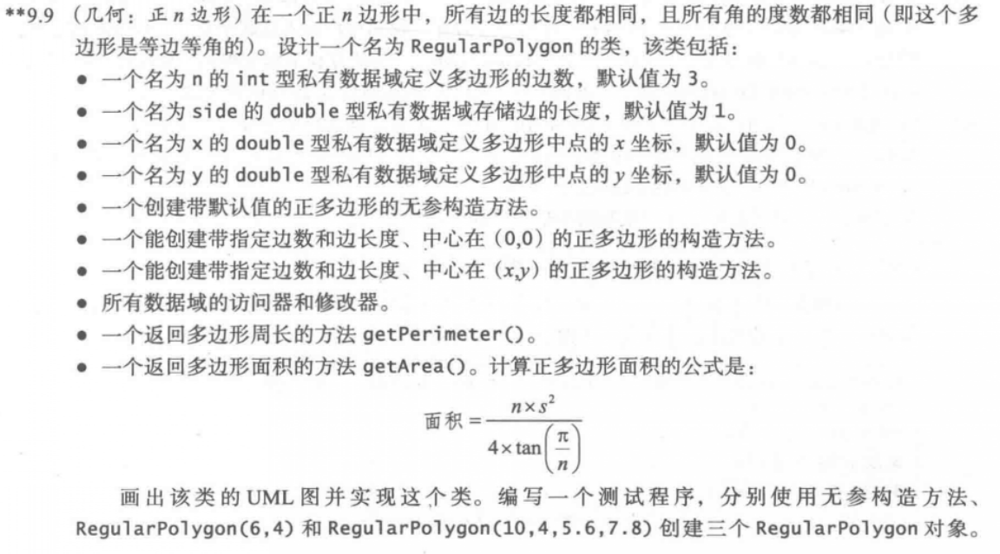 **9.9 (几何：正 n 边形) 在一个正 n 边形中，所有边的长度都相同，且所有角的度数都相同 (即这个多
边形是等边等角的)。设计一个名为 RegularPolygon 的类，该类包括：
● 一个名为 n 的 int 型私有数据域定义多边形的边数，默认值为 3。
● 一个名为 side 的 double 型私有数据域存储边的长度，默认值为 1。
● 一个名为 x 的 double 型私有数据域定义多边形中点的 x 坐标，默认值为 0。
● 一个名为 y 的 double 型私有数据域定义多边形中点的 y 坐标，默认值为 0。
● 一个创建带默认值的正多边形的无参构造方法。
● 一个能创建带指定边数和边长度、中心在 (0,0) 的正多边形的构造方法。
● 一个能创建带指定边数和边长度、中心在 (x,y) 的正多边形的构造方法。
● 所有数据域的访问器和修改器。
● 一个返回多边形周长的方法 getPerimeter()。
● 一个返回多边形面积的方法 getArea()。计算正多边形面积的公式是：
面积 = n×s² / (4×tan(π/n))
画出该类的 UML 图并实现这个类。编写一个测试程序，分别使用无参构造方法、
RegularPolygon(6,4) 和 RegularPolygon(10,4,5.6,7.8) 创建三个 RegularPolygon 对象。